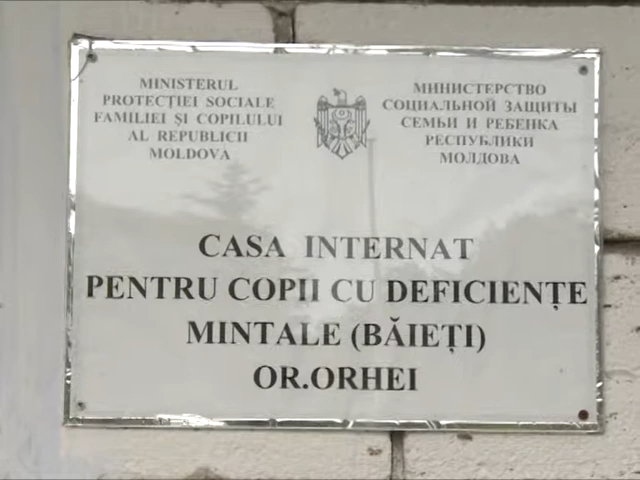 MINISTERUL
PROTECȚIEI SOCIALE
FAMILIEI ȘI COPILULUI
AL REPUBLICII
MOLDOVA
МИНИСТЕРСТВО
СОЦИАЛЬНОЙ ЗАЩИТЫ
СЕМЬИ И РЕБЕНКА
РЕСПУБЛИКИ
МОЛДОВА
CASA INTERNAT
PENTRU COPII CU DEFICIENȚE
MINTALE (BĂIEȚI)
OR.ORHEI